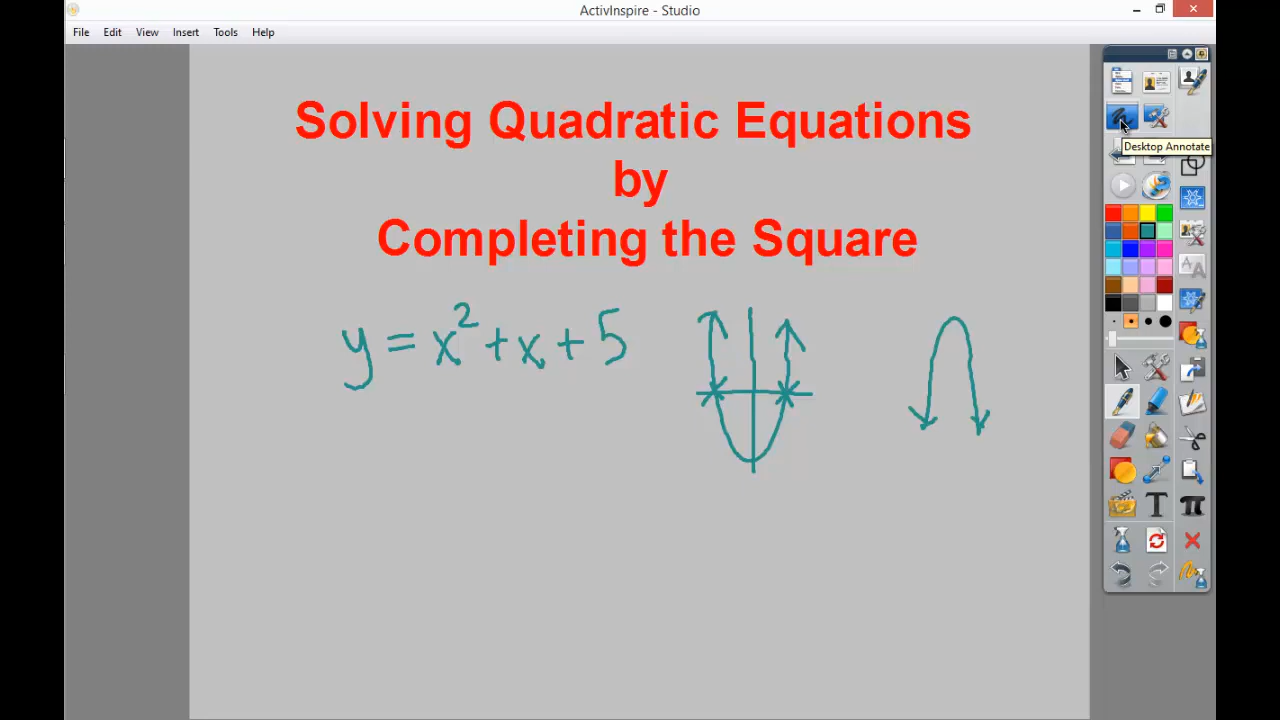 ActivInspire - Studio
File Edit View Insert Tools Help
Solving Quadratic Equations
by
Completing the Square
y = x² + x + 5
Desktop Annotate